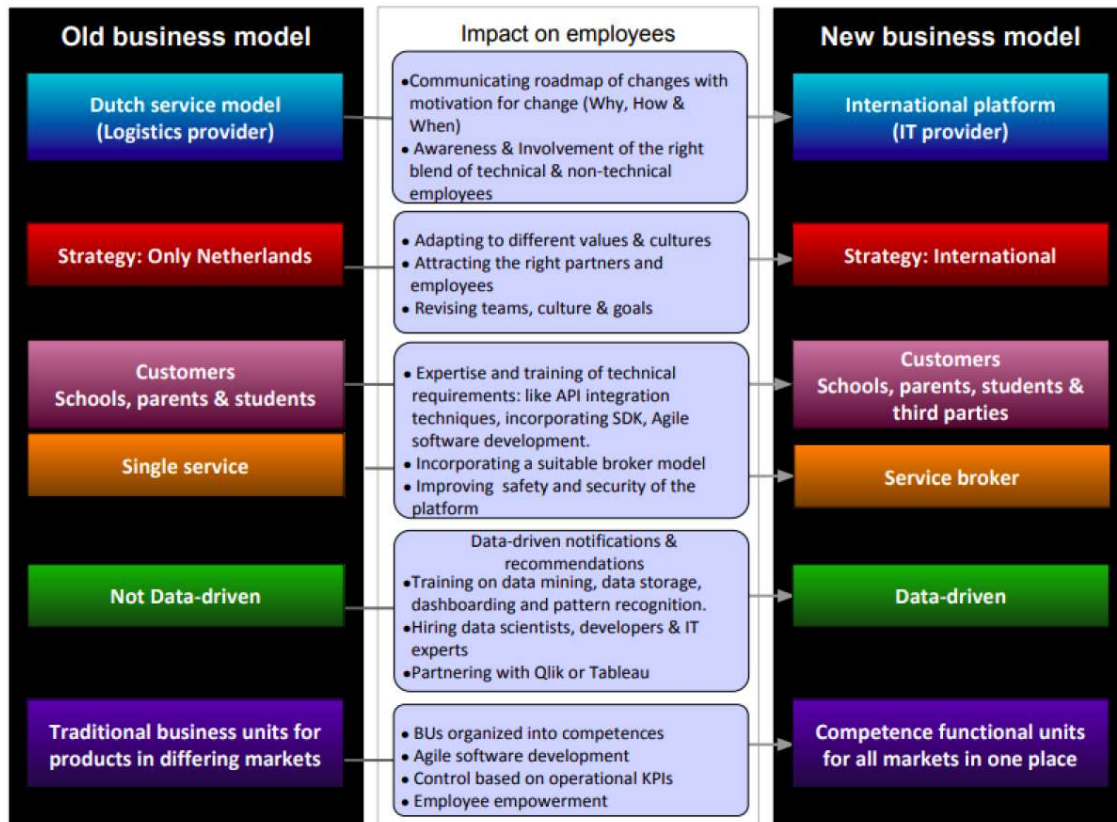 Old business model
Dutch service model
(Logistics provider)
Strategy: Only Netherlands
Customers
Schools, parents & students
Single service
Not Data-driven
Traditional business units for
products in differing markets
Impact on employees
●Communicating roadmap of changes with
motivation for change (Why, How &
When)
● Awareness & Involvement of the right
blend of technical & non-technical
employees
● Adapting to different values & cultures
● Attracting the right partners and
employees
● Revising teams, culture & goals
● Expertise and training of technical
requirements: like API integration
techniques, incorporating SDK, Agile
software development.
● Incorporating a suitable broker model
● Improving safety and security of the
platform
Data-driven notifications &
recommendations
●Training on data mining, data storage,
dashboarding and pattern recognition.
●Hiring data scientists, developers & IT
experts
●Partnering with Qlik or Tableau
● BUs organized into competences
● Agile software development
● Control based on operational KPIs
● Employee empowerment
New business model
International platform
(IT provider)
Strategy: International
Customers
Schools, parents, students &
third parties
Service broker
Data-driven
Competence functional units
for all markets in one place